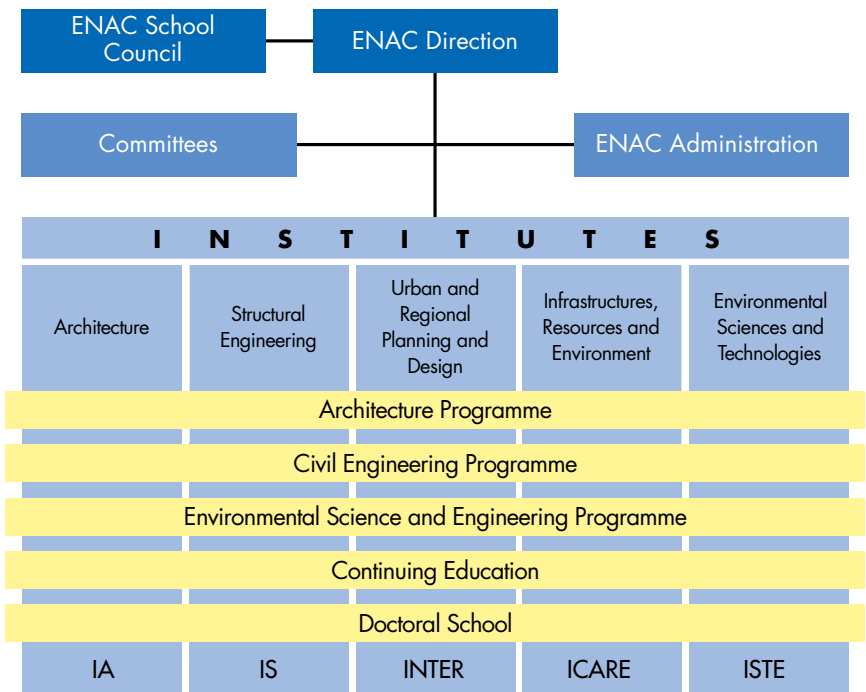 ENAC School
Council
ENAC Direction
Committees
ENAC Administration
INSTITUTES
Architecture
Structural
Engineering
Urban and
Regional
Planning and
Design
Infrastructures,
Resources and
Environment
Environmental
Sciences and
Technologies
Architecture Programme
Civil Engineering Programme
Environmental Science and Engineering Programme
Continuing Education
Doctoral School
IA
IS
INTER
ICARE
ISTE